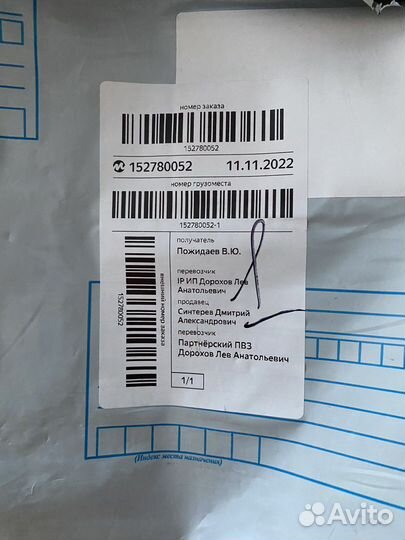 номер заказа
152780052
152780052 11.11.2022
номер грузоместа
152780052-1
получатель
Пожидаев В.Ю.
перевозчик
IP ИП Дорохов Лев
Анатольевич
продавец
Синтерев Дмитрий
Александрович
перевозчик
Партнёрский ПВЗ
Дорохов Лев Анатольевич
1/1
внешний номер заказа
152780052
(Индекс места назначения)
Avito